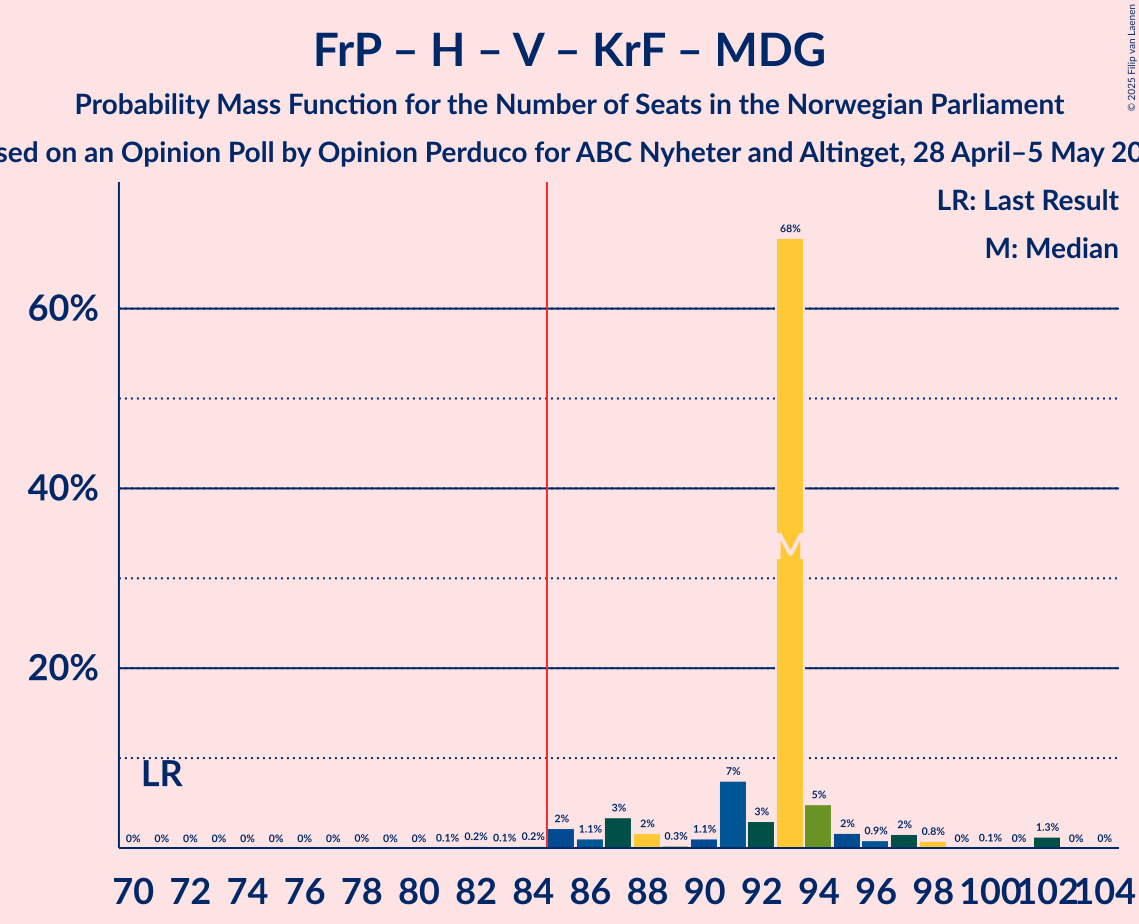 FrP – H – V – KrF – MDG
Probability Mass Function for the Number of Seats in the Norwegian Parliament
sed on an Opinion Poll by Opinion Perduco for ABC Nyheter and Altinget, 28 April–5 May 20
© 2025 Filip van Laenen
LR: Last Result
M: Median
60%
40%
20%
LR
M
0% 0% 0% 0% 0% 0% 0% 0% 0% 0% 0% 0.1% 0.2% 0.1% 0.2% 2% 1.1% 3% 2% 0.3% 1.1% 7% 3% 68% 5% 2% 0.9% 2% 0.8% 0% 0.1% 0% 1.3% 0% 0%
70 72 74 76 78 80 82 84 86 88 90 92 94 96 98 100 102 104